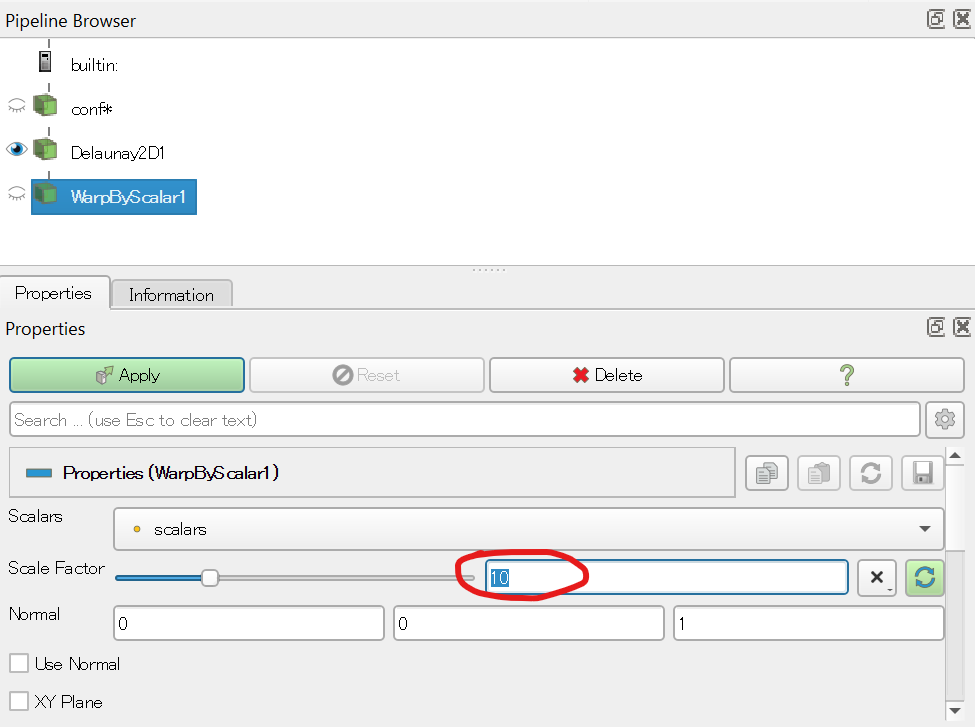 Pipeline Browser
builtin:
conf*
Delaunay2D1
WarpByScalar1
Properties Information
Properties
Apply Reset Delete ?
Search ... (use Esc to clear text)
Properties (WarpByScalar1)
Scalars scalars
Scale Factor 10
Normal 0 0 1
Use Normal
XY Plane